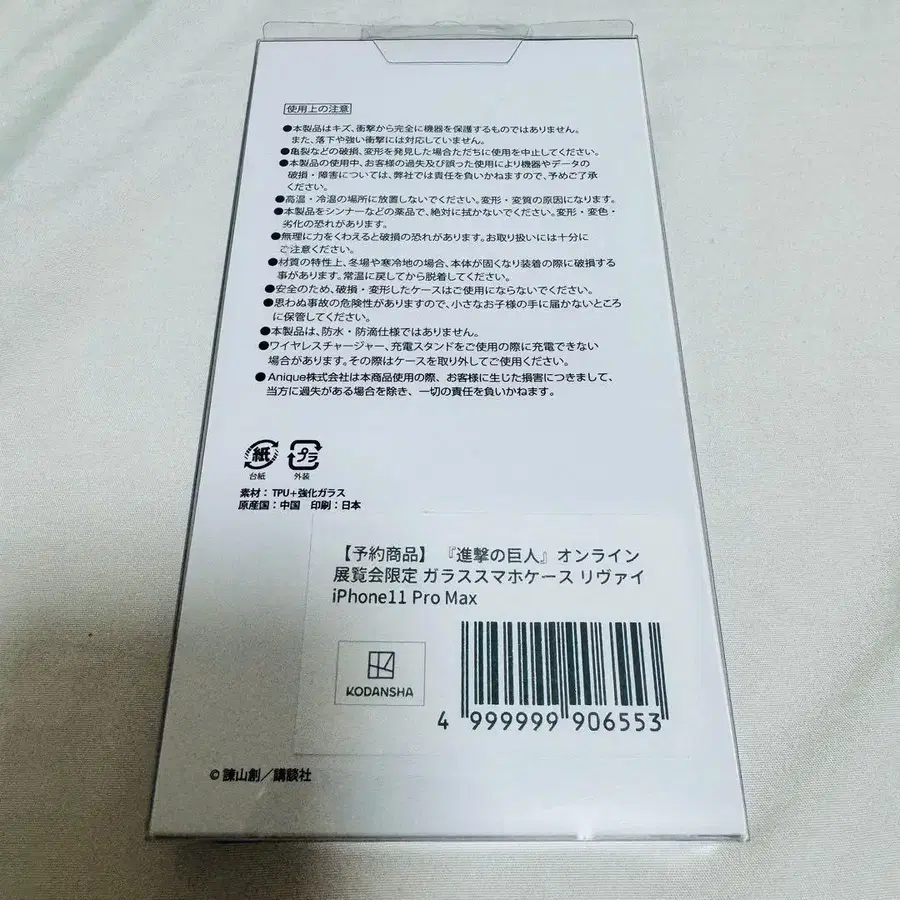 使用上の注意
●本製品はキズ、衝撃から完全に機器を保護するものではありません。
また、落下や強い衝撃には対応していません。
●亀裂などの破損、変形を発見した場合ただちに使用を中止してください。
●本製品の使用中、お客様の過失及び誤った使用により機器やデータの
破損・障害については、弊社では責任を負いかねますので、予めご了承
ください。
●高温・冷温の場所に放置しないでください。変形・変質の原因になります。
●本製品をシンナーなどの薬品で、絶対に拭かないでください。変形・変色・
劣化の恐れがあります。
●無理に力をくわえると破損の恐れがあります。お取り扱いには十分に
ご注意ください。
●材質の特性上、冬場や寒冷地の場合、本体が固くなり装着の際に破損する
事があります。常温に戻してから脱着してください。
●安全のため、破損・変形したケースはご使用にならないでください。
●思わぬ事故の危険性がありますので、小さなお子様の手に届かないところ
に保管してください。
●本製品は、防水・防滴仕様ではありません。
●ワイヤレスチャージャー、充電スタンドをご使用の際に充電できない
場合があります。その際はケースを取り外してご使用ください。
●Anique株式会社は本商品使用の際、お客様に生じた損害につきまして、
当方に過失がある場合を除き、一切の責任を負いかねます。
紙 プラ
台紙 外装
素材：TPU+強化ガラス
原産国：中国 印刷：日本
【予約商品】『進撃の巨人』オンライン
展覧会限定 ガラススマホケース リヴァイ
iPhone11 Pro Max
KODANSHA
4 999999 906553
©諫山創／講談社